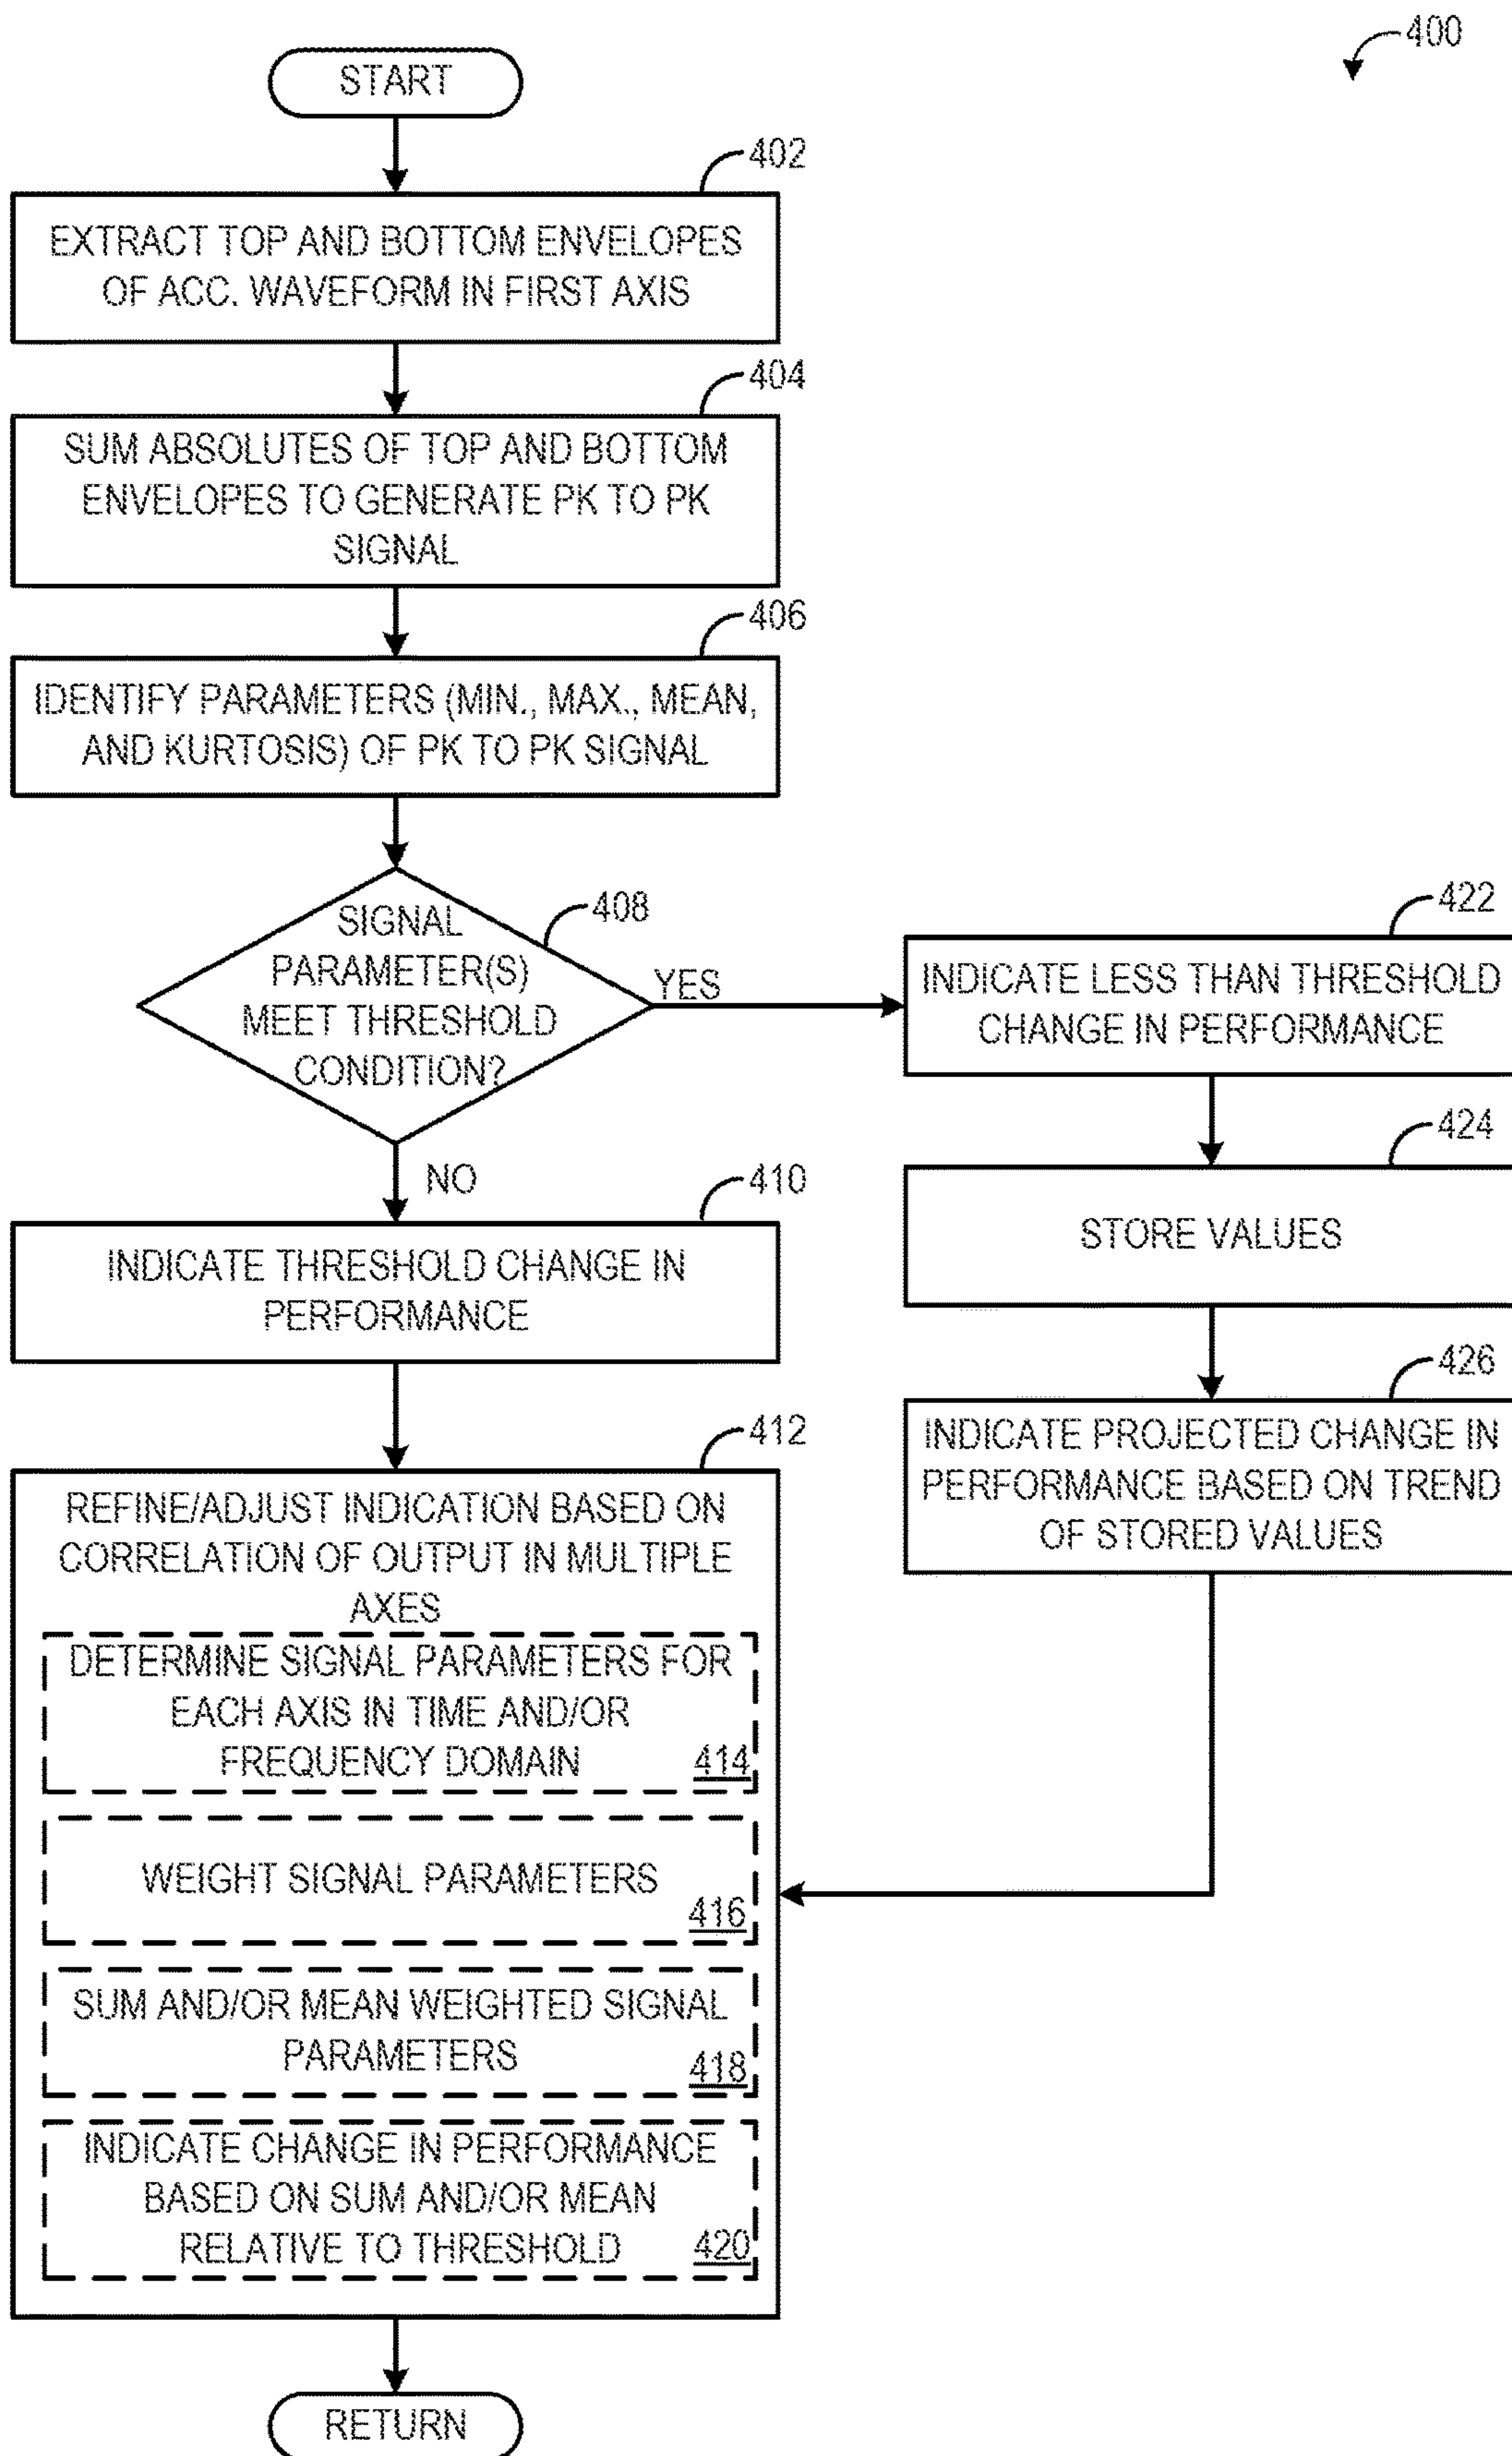 400
START
402
EXTRACT TOP AND BOTTOM ENVELOPES
OF ACC. WAVEFORM IN FIRST AXIS
404
SUM ABSOLUTES OF TOP AND BOTTOM
ENVELOPES TO GENERATE PK TO PK
SIGNAL
406
IDENTIFY PARAMETERS (MIN., MAX., MEAN,
AND KURTOSIS) OF PK TO PK SIGNAL
408
SIGNAL
PARAMETER(S)
MEET THRESHOLD
CONDITION?
YES
NO
410
INDICATE THRESHOLD CHANGE IN
PERFORMANCE
412
REFINE/ADJUST INDICATION BASED ON
CORRELATION OF OUTPUT IN MULTIPLE
AXES
DETERMINE SIGNAL PARAMETERS FOR
EACH AXIS IN TIME AND/OR
FREQUENCY DOMAIN
414
WEIGHT SIGNAL PARAMETERS
416
SUM AND/OR MEAN WEIGHTED SIGNAL
PARAMETERS
418
INDICATE CHANGE IN PERFORMANCE
BASED ON SUM AND/OR MEAN
RELATIVE TO THRESHOLD
420
RETURN
422
INDICATE LESS THAN THRESHOLD
CHANGE IN PERFORMANCE
424
STORE VALUES
426
INDICATE PROJECTED CHANGE IN
PERFORMANCE BASED ON TREND
OF STORED VALUES